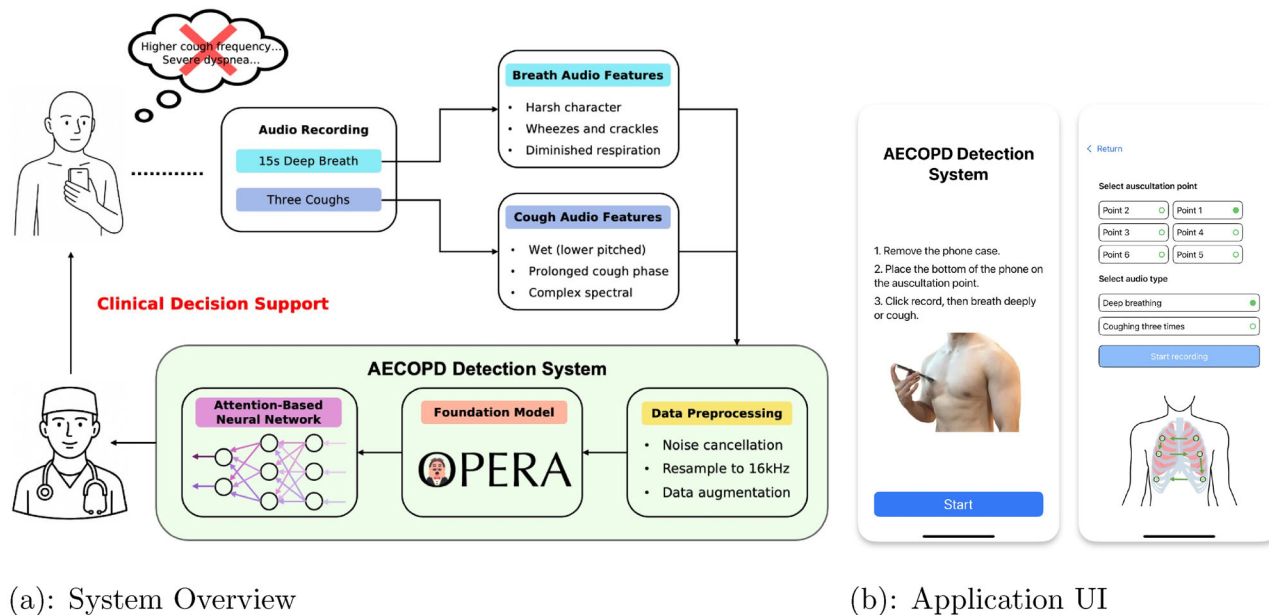 Higher cough frequency...
Severe dyspnea...
Audio Recording
15s Deep Breath
Three Coughs
Breath Audio Features
• Harsh character
• Wheezes and crackles
• Diminished respiration
Cough Audio Features
• Wet (lower pitched)
• Prolonged cough phase
• Complex spectral
Clinical Decision Support
AECOPD Detection System
Attention-Based
Neural Network
Foundation Model
OPERA
Data Preprocessing
• Noise cancellation
• Resample to 16kHz
• Data augmentation
(a): System Overview
AECOPD Detection
System
1. Remove the phone case.
2. Place the bottom of the phone on
the auscultation point.
3. Click record, then breath deeply
or cough.
Start
Return
Select auscultation point
Point 2
Point 1
Point 3
Point 4
Point 6
Point 5
Select audio type
Deep breathing
Coughing three times
Start recording
(b): Application UI